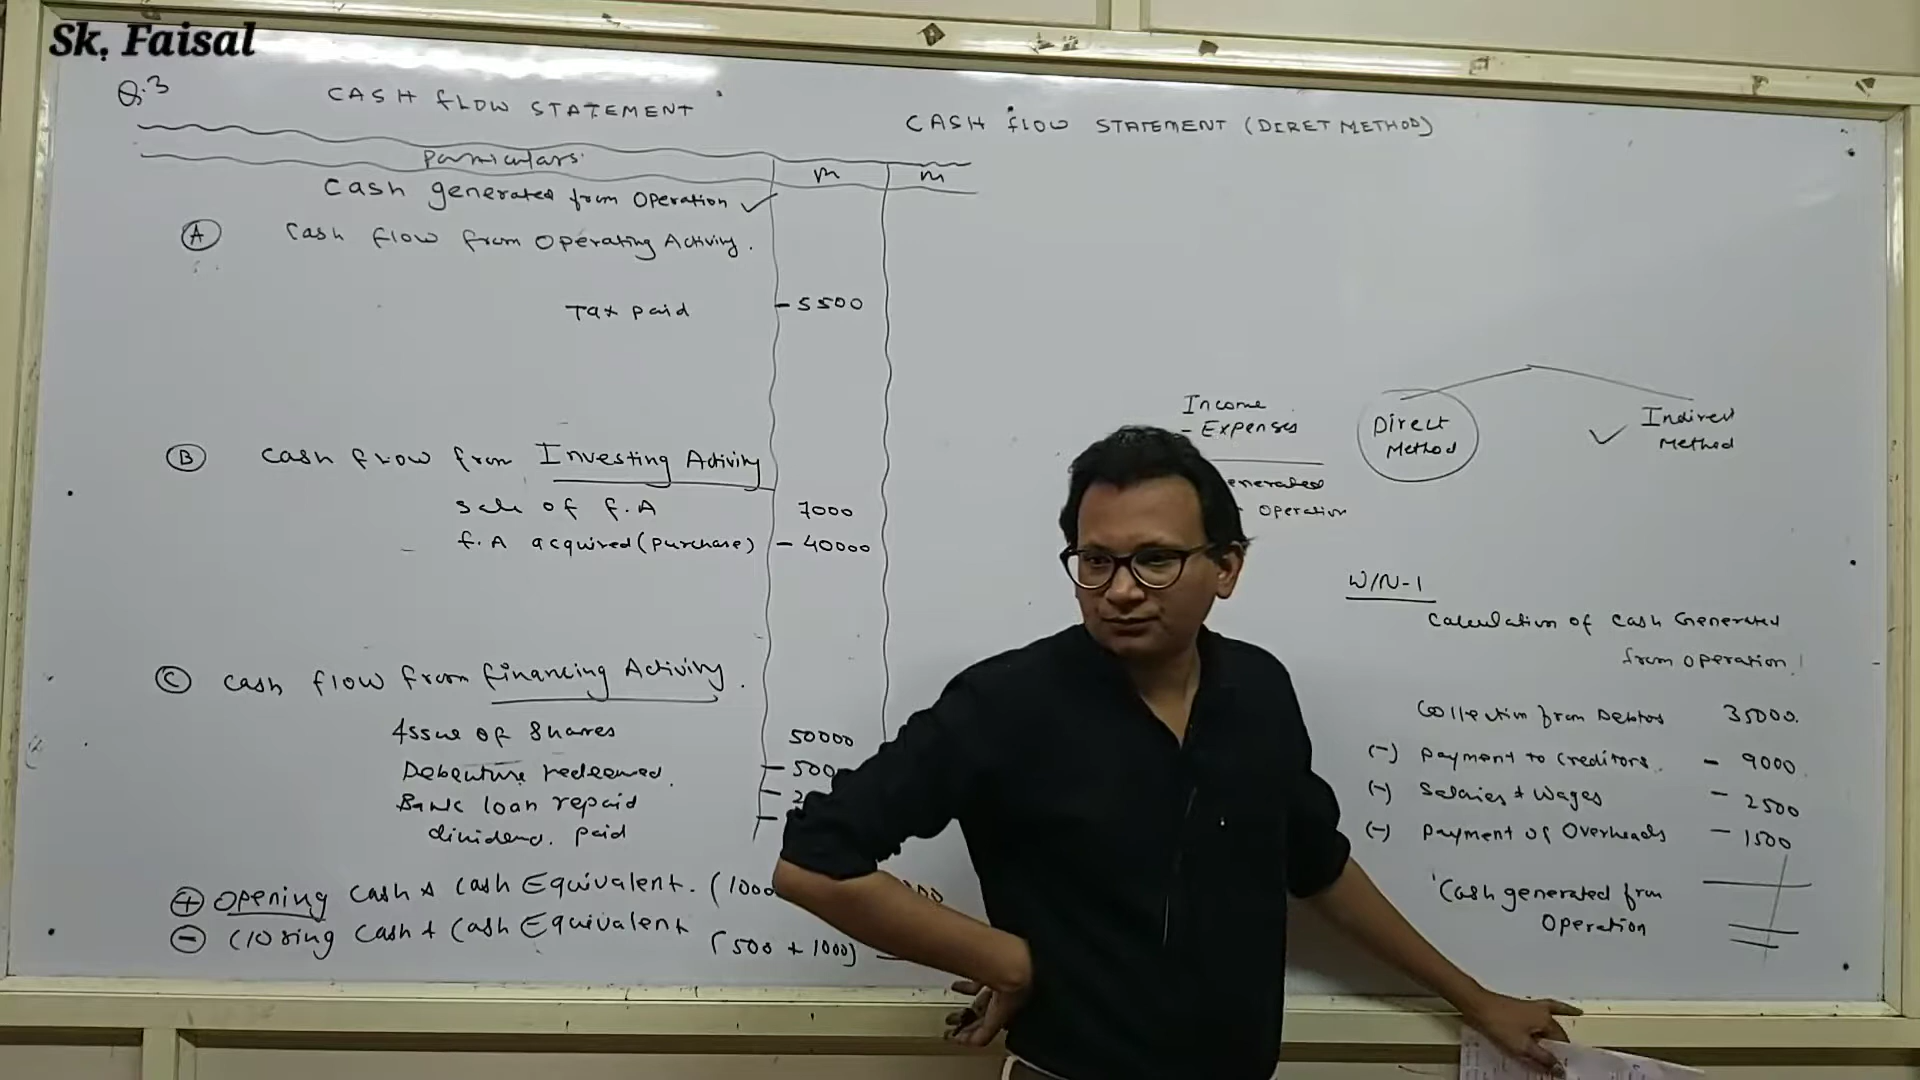 Sk. Faisal
Q.3
CASH FLOW STATEMENT
CASH FLOW STATEMENT (DIRET METHOD)
Particulars
m m
Cash generated from Operation ✓
A Cash flow from Operating Activity.
Tax paid - 5500
B Cash flow from Investing Activity
Sale of F.A 7000
F.A acquired (purchase) - 40000
C Cash flow from financing Activity.
Issue of Shares 50000
Debenture redeemed.
Bank loan repaid
dividend. paid
+ Opening Cash & Cash Equivalent.
- Closing Cash & Cash Equivalent (500 + 1000)
Income
- Expenses
Operation
Direct Method
✓ Indirect Method
W/N-1
Calculation of Cash Generated
from operation
Collection from Debtors 35000.
(-) Payment to Creditors - 9000
(-) Salaries & Wages - 2500
(-) Payment of Overheads - 1500
Cash generated from
Operation